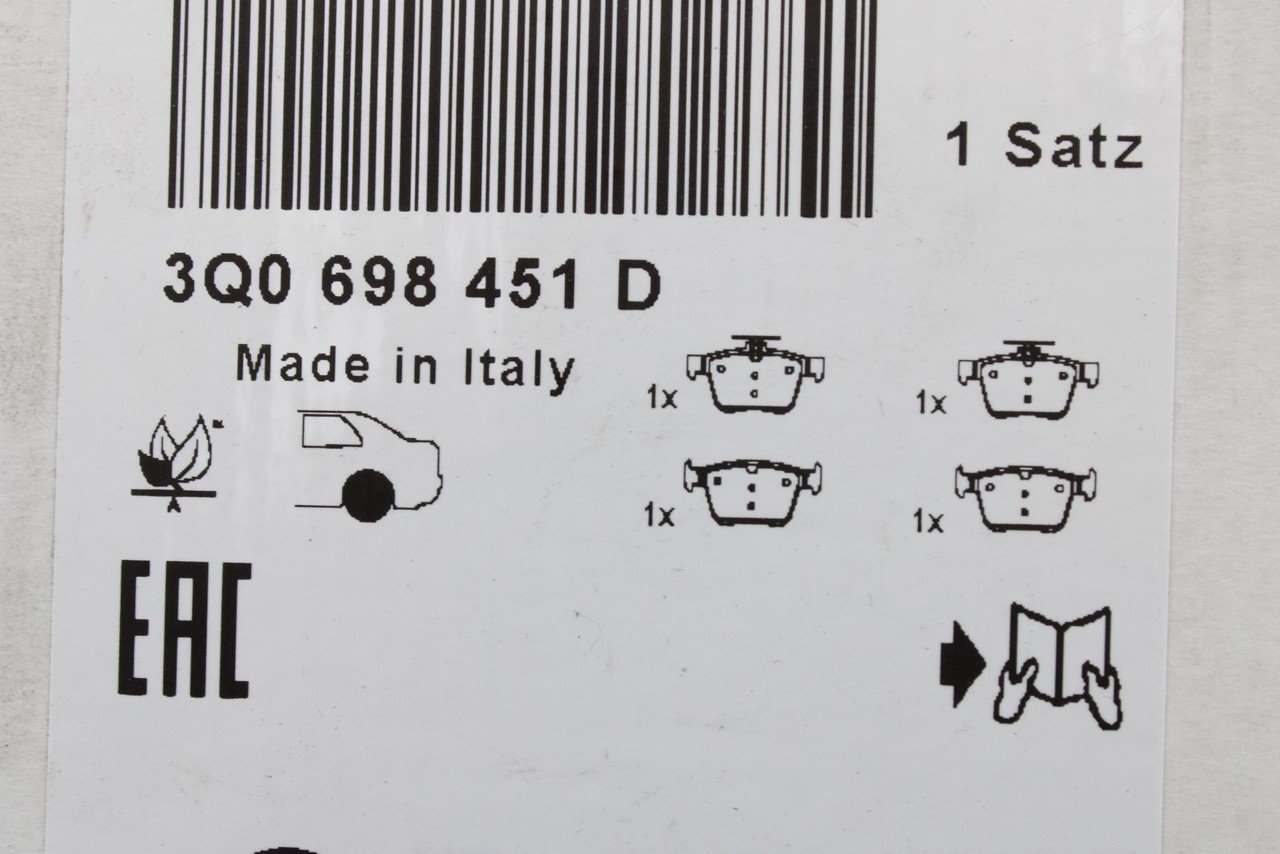 1 Satz
3Q0 698 451 D
Made in Italy
1x
1x
1x
1x
EAC